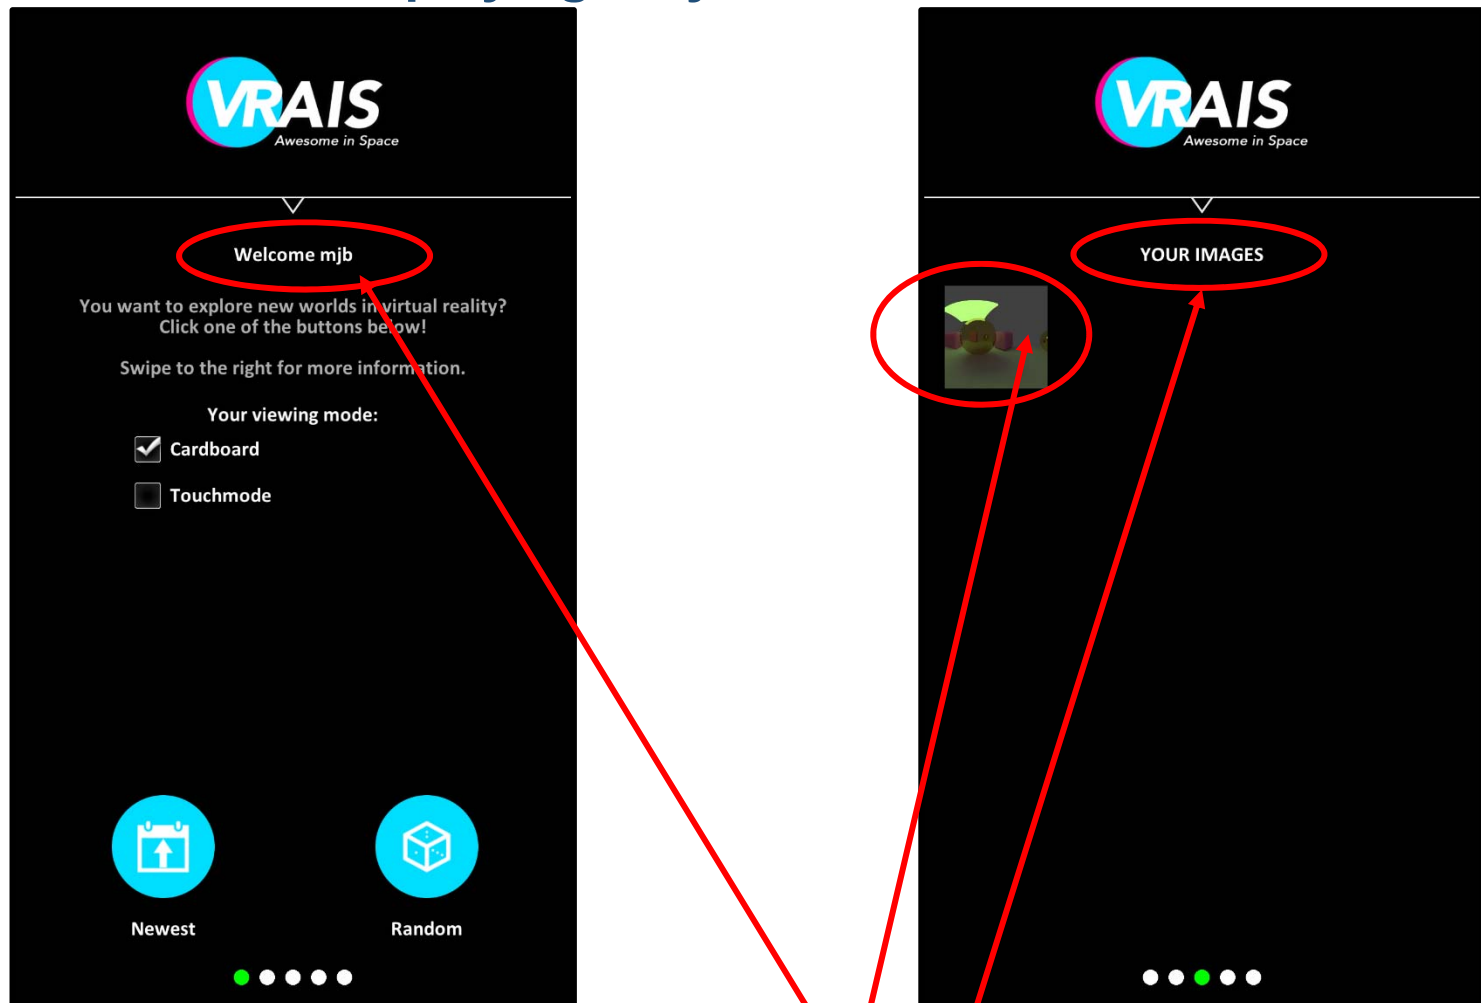 VRAIS
Awesome in Space
Welcome mjb
You want to explore new worlds in virtual reality?
Click one of the buttons below!
Swipe to the right for more information.
Your viewing mode:
Cardboard
Touchmode
Newest
Random
VRAIS
Awesome in Space
YOUR IMAGES